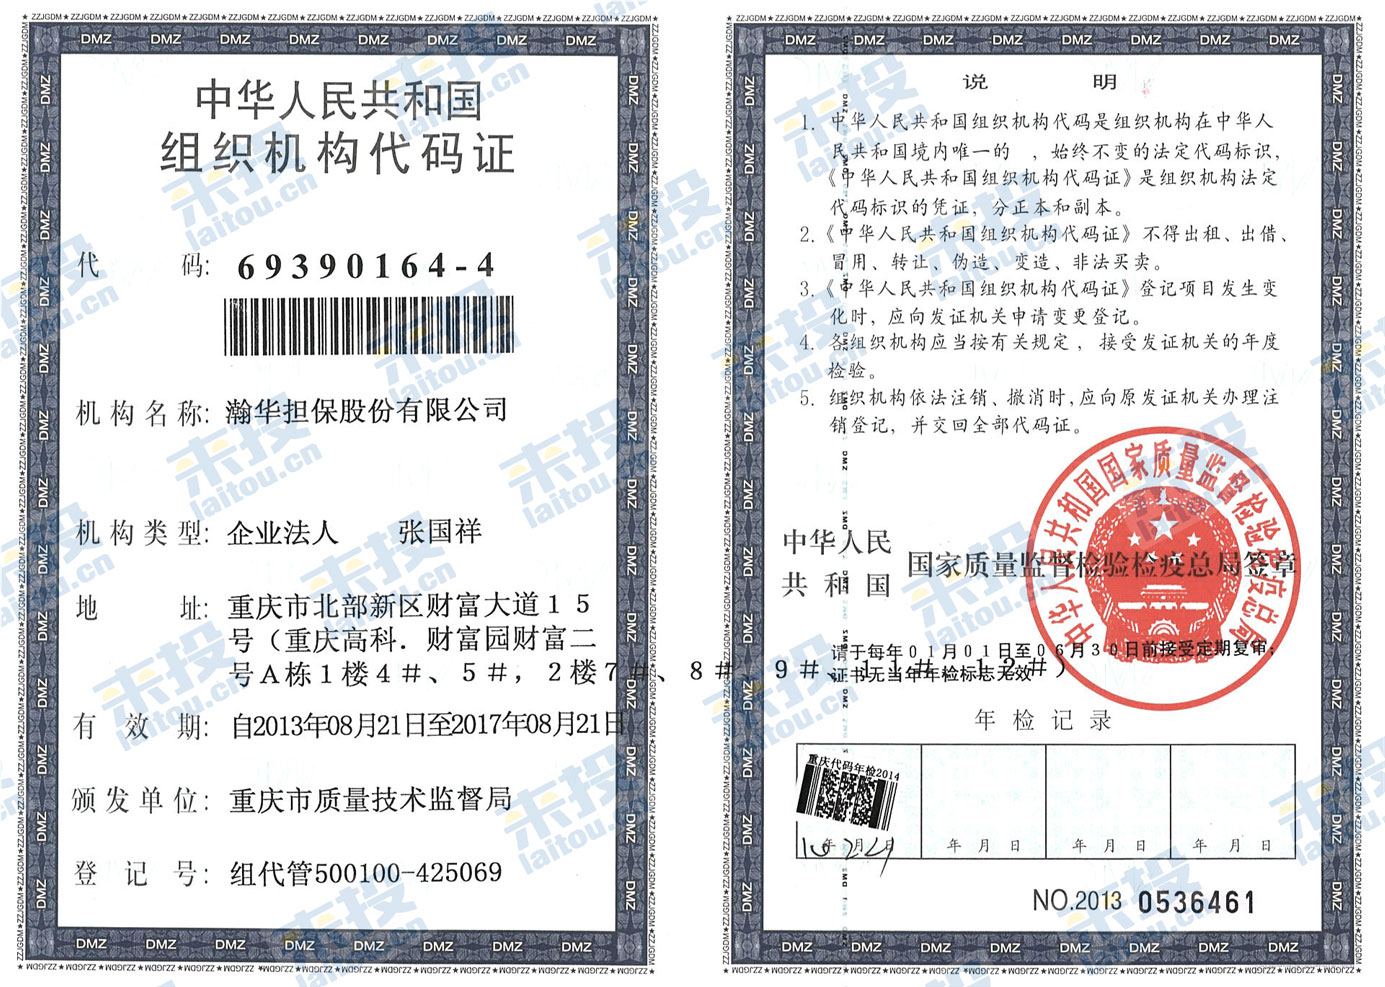 中华人民共和国
组织机构代码证
代 码: 69390164-4
机构名称: 瀚华担保股份有限公司
机构类型: 企业法人 张国祥
地 址: 重庆市北部新区财富大道15
号（重庆高科．财富园财富二
号A栋1楼4#、5#，2楼7#、8#、9#、11#、12#）
有 效 期: 自2013年08月21日至2017年08月21日
颁发单位: 重庆市质量技术监督局
登 记 号: 组代管500100-425069
说 明
1. 中华人民共和国组织机构代码是组织机构在中华人
民共和国境内唯一的 ，始终不变的法定代码标识，
《中华人民共和国组织机构代码证》是组织机构法定
代码标识的凭证，分正本和副本。
2.《中华人民共和国组织机构代码证》不得出租、出借、
冒用、转让、伪造、变造、非法买卖。
3.《中华人民共和国组织机构代码证》登记项目发生变
化时，应向发证机关申请变更登记。
4. 各组织机构应当按有关规定，接受发证机关的年度
检验。
5. 组织机构依法注销、撤消时，应向原发证机关办理注
销登记，并交回全部代码证。
中华人民共和国国家质量监督检验检疫总局
中华人民
共和国
国家质量监督检验检疫总局签章
请于每年01月01日至06月30日前接受定期复审；
证书无当年年检标志无效
年 检 记 录
重庆代码年检2014
年 月 日
年 月 日 年 月 日 年 月 日
NO.2013 0536461
DMZ
ZZJGDM★ZZJGDM
来投
laitou.cn